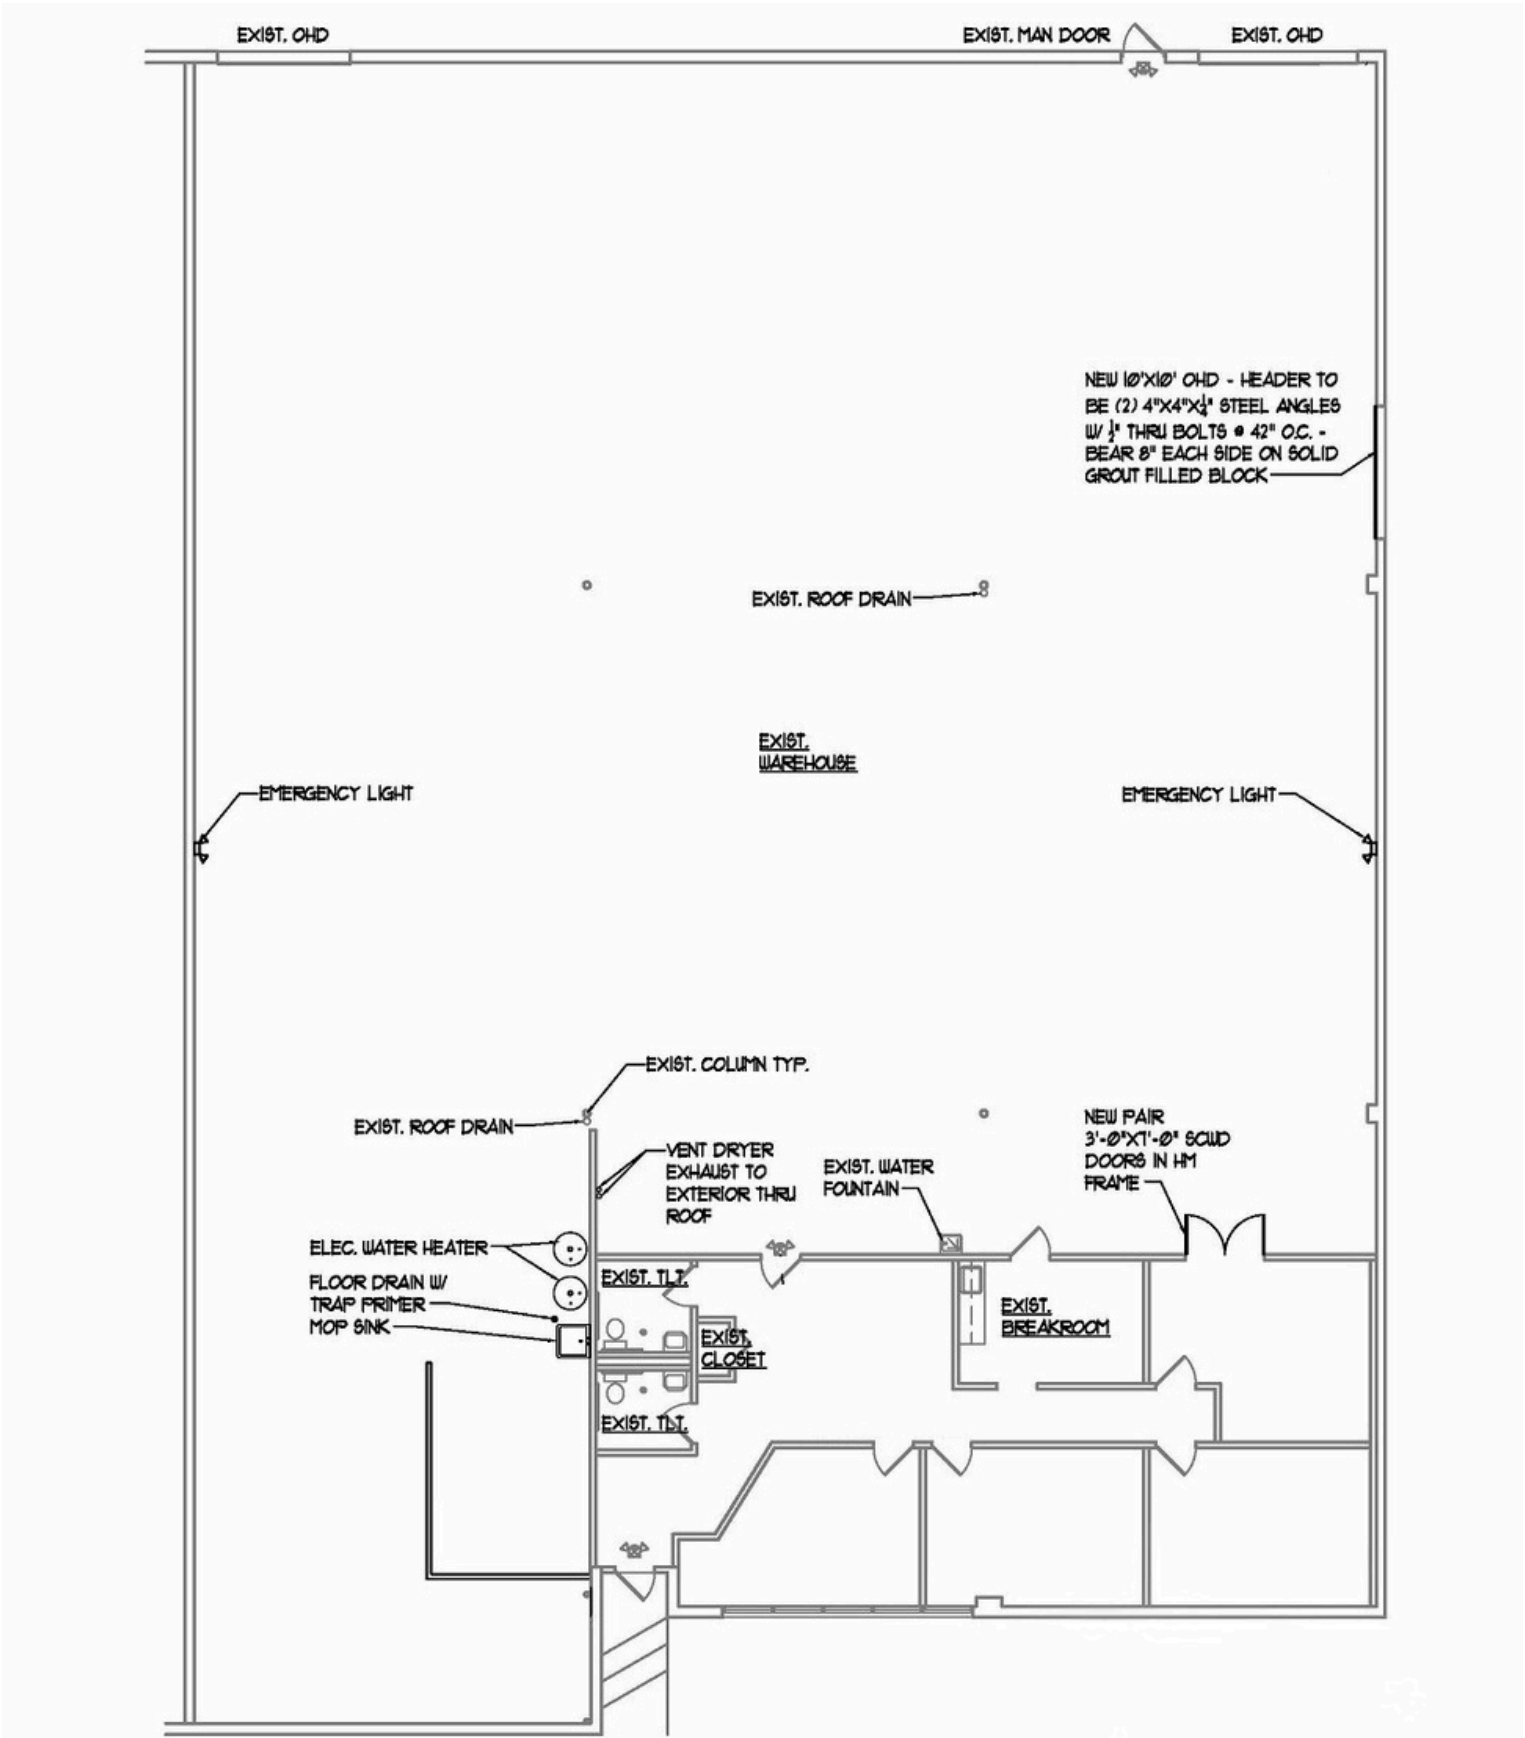 EXIST. OHD
EXIST. MAN DOOR
EXIST. OHD
NEW 10'X10' OHD - HEADER TO
BE (2) 4"X4"X1/4" STEEL ANGLES
W/ 1/2" THRU BOLTS @ 42" O.C. -
BEAR 8" EACH SIDE ON SOLID
GROUT FILLED BLOCK
EXIST. ROOF DRAIN
EXIST.
WAREHOUSE
EMERGENCY LIGHT
EMERGENCY LIGHT
EXIST. COLUMN TYP.
EXIST. ROOF DRAIN
VENT DRYER
EXHAUST TO
EXTERIOR THRU
ROOF
EXIST. WATER
FOUNTAIN
NEW PAIR
3'-0"X7'-0" SCWD
DOORS IN HM
FRAME
ELEC. WATER HEATER
FLOOR DRAIN W/
TRAP PRIMER
MOP SINK
EXIST. TLT.
EXIST.
CLOSET
EXIST.
BREAKROOM
EXIST. TLT.